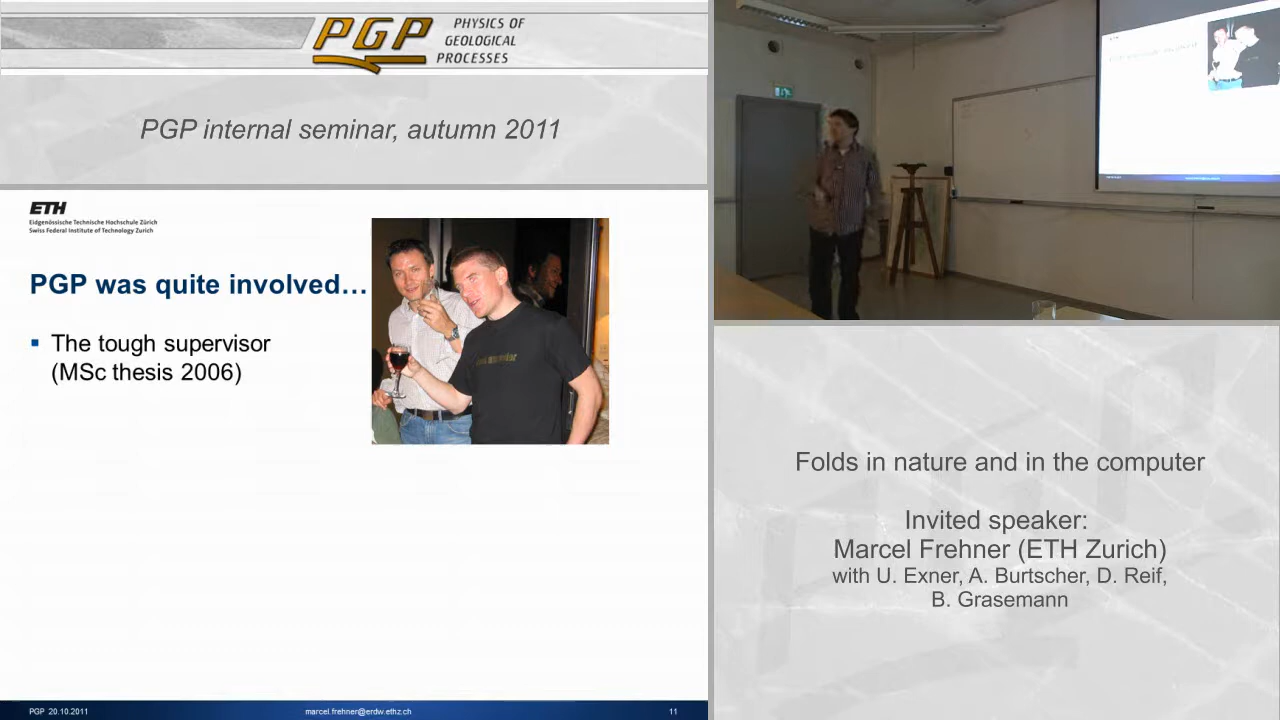 PGP
PHYSICS OF
GEOLOGICAL
PROCESSES
PGP internal seminar, autumn 2011
ETH
Eidgenössische Technische Hochschule Zürich
Swiss Federal Institute of Technology Zurich
PGP was quite involved…
▪ The tough supervisor
(MSc thesis 2006)
PGP 20.10.2011
marcel.frehner@erdw.ethz.ch
11
Folds in nature and in the computer
Invited speaker:
Marcel Frehner (ETH Zurich)
with U. Exner, A. Burtscher, D. Reif,
B. Grasemann